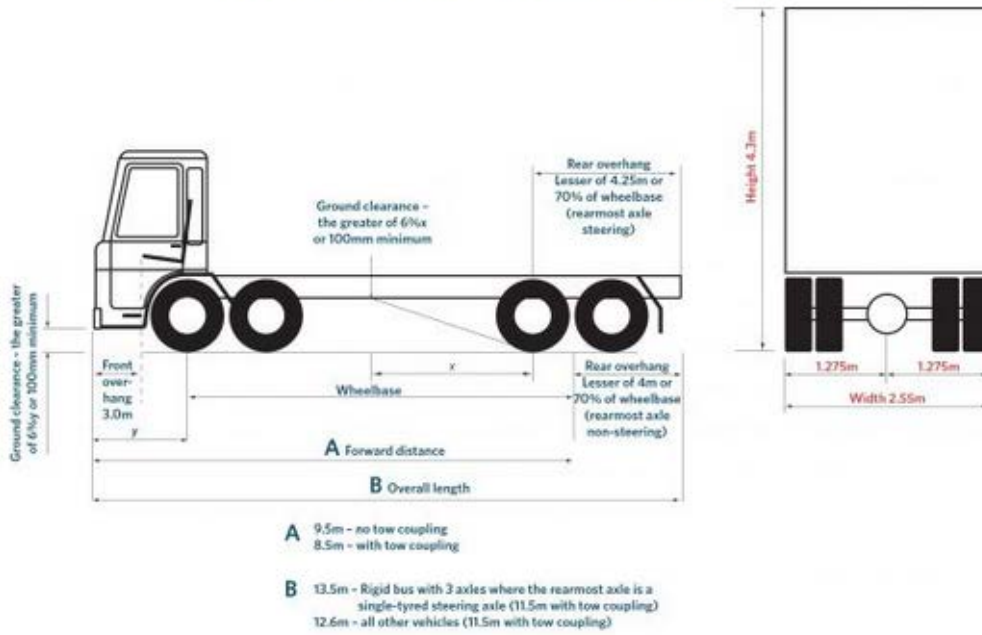 Height 4.3m
Rear overhang
Lesser of 4.25m or
70% of wheelbase
(rearmost axle
steering)
Ground clearance –
the greater of 6%x
or 100mm minimum
Ground clearance – the greater
of 6%y or 100mm minimum
Front
over-
hang
3.0m
y
x
Wheelbase
Rear overhang
Lesser of 4m or
70% of wheelbase
(rearmost axle
non-steering)
1.275m
1.275m
Width 2.55m
A Forward distance
B Overall length
A 9.5m – no tow coupling
8.5m – with tow coupling
B 13.5m – Rigid bus with 3 axles where the rearmost axle is a
single-tyred steering axle (11.5m with tow coupling)
12.6m – all other vehicles (11.5m with tow coupling)